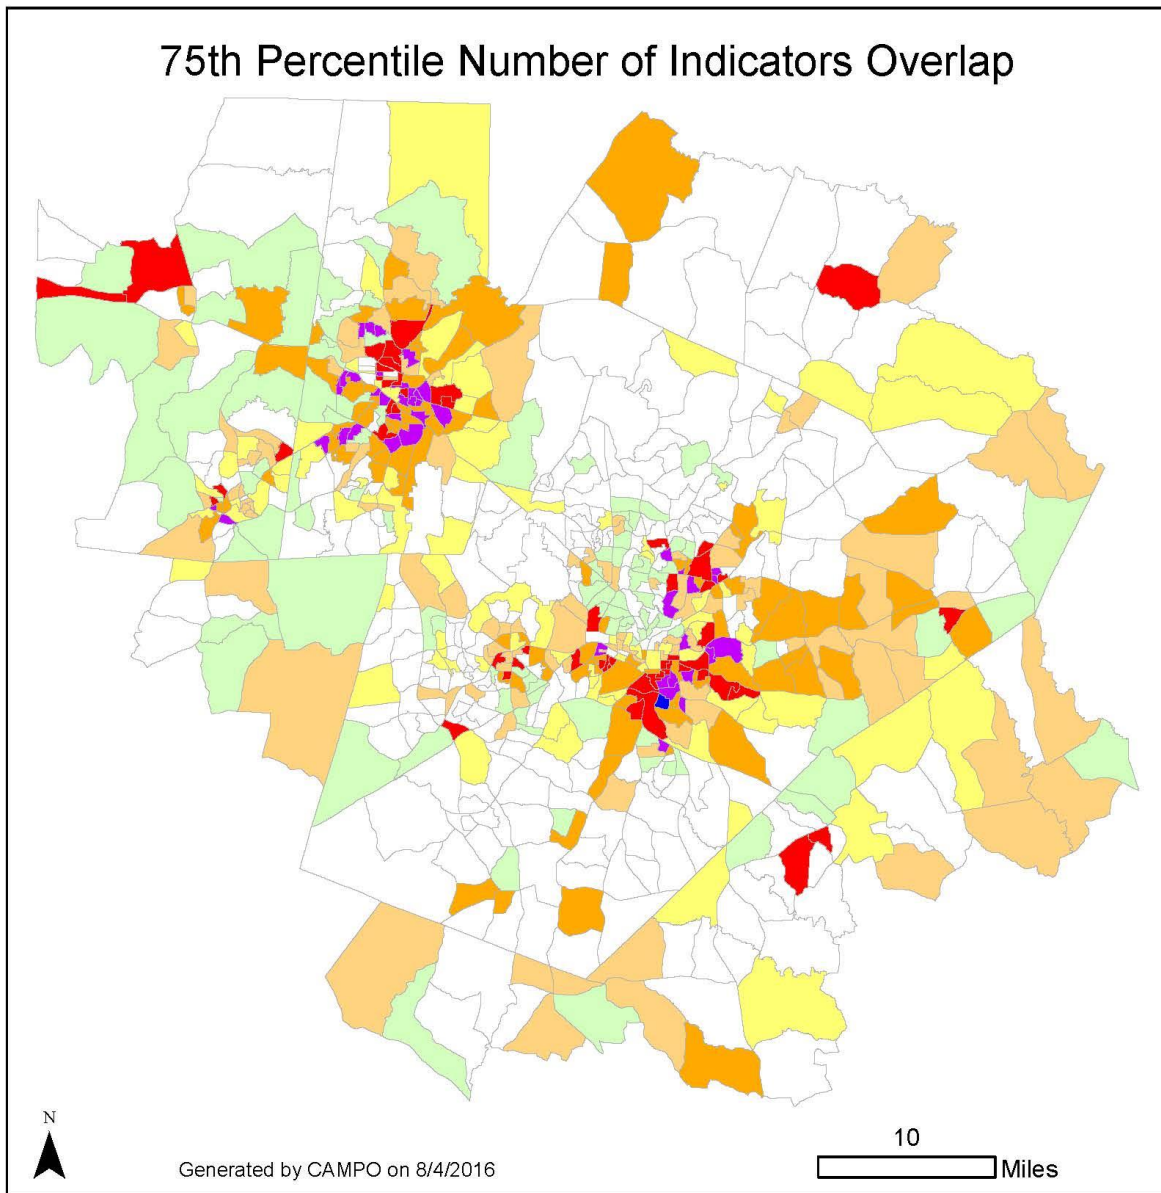 75th Percentile Number of Indicators Overlap
N
Generated by CAMPO on 8/4/2016
10
Miles